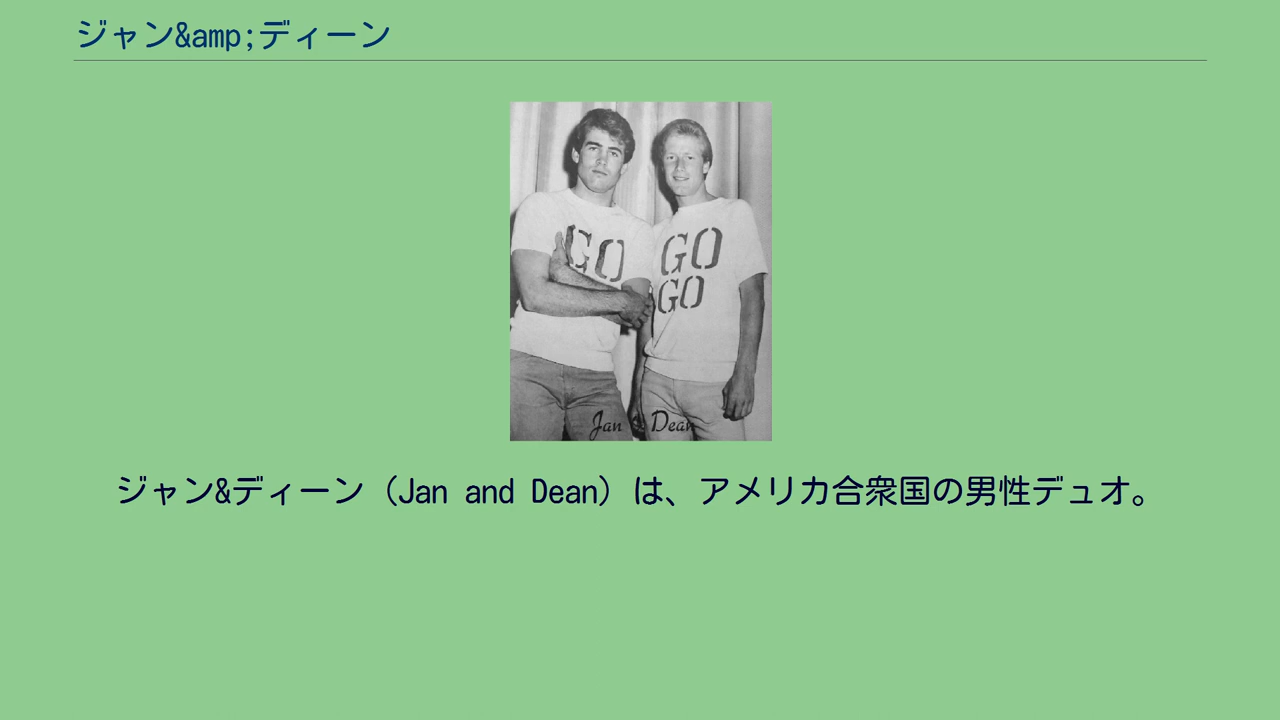 ジャン&amp;ディーン
GO
GO
GO
Jan & Dean
ジャン&ディーン（Jan and Dean）は、アメリカ合衆国の男性デュオ。